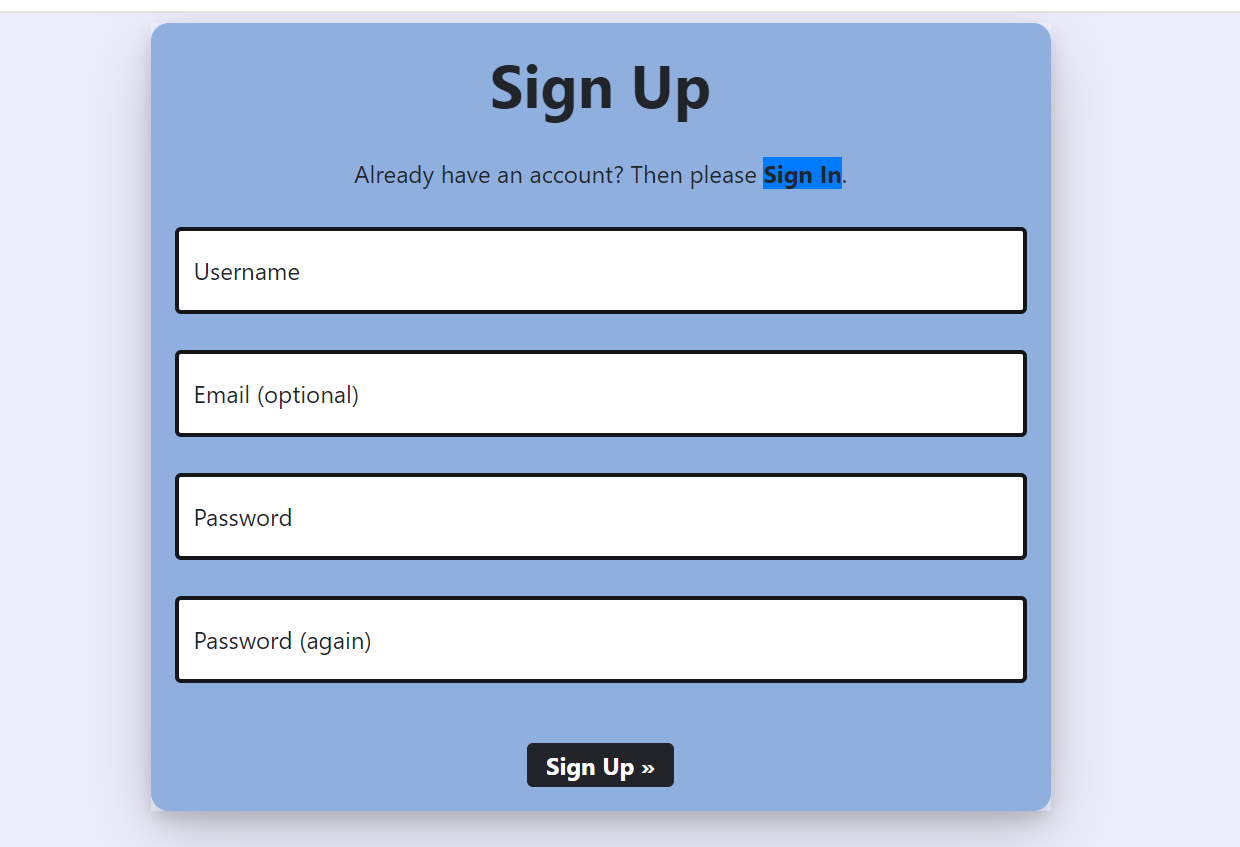 Sign Up
Already have an account? Then please Sign In.
Username
Email (optional)
Password
Password (again)
Sign Up »